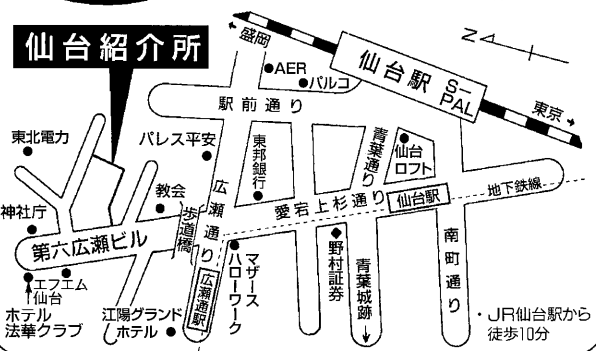 仙台紹介所
←盛岡
N
仙台駅
S-
PAL
東京→
AER
パルコ
駅前通り
東北電力
パレス平安
東邦銀行
青葉通り
仙台
ロフト
教会
広瀬通り
愛宕上杉通り
仙台駅
地下鉄線
神社庁
歩道橋
第六広瀬ビル
エフエム
仙台
ホテル
法華クラブ
江陽グランド
ホテル
広瀬通駅
マザーズ
ハローワーク
野村証券
青葉城跡
南町通り
・JR仙台駅から
徒歩10分